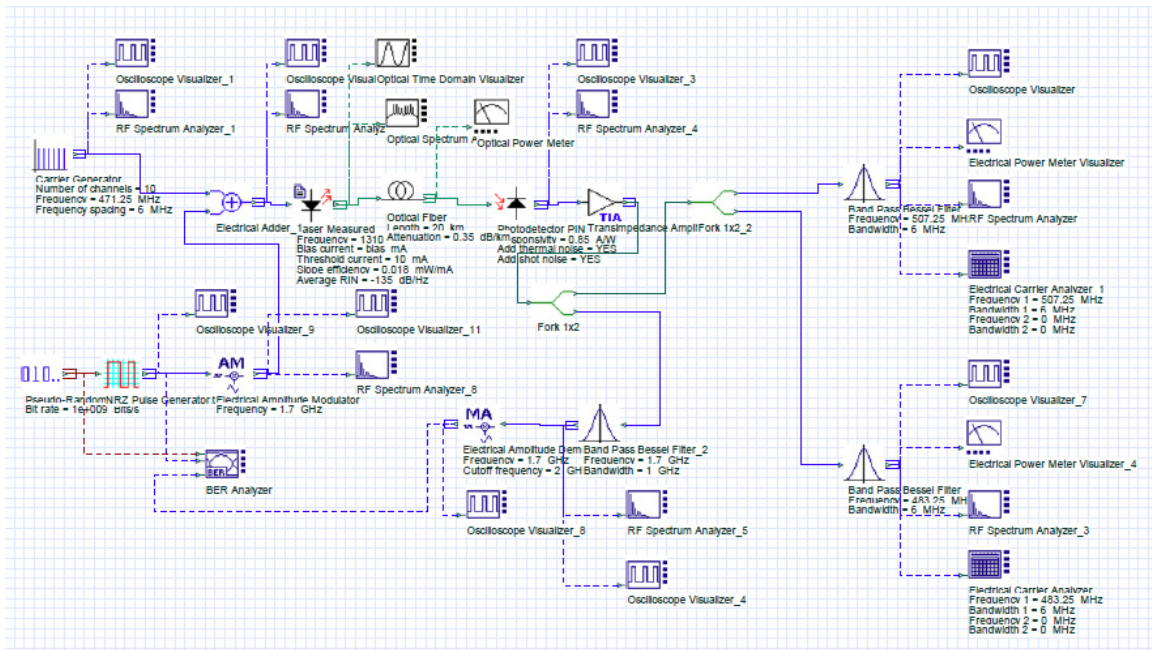 Oscilloscope Visualizer_1
RF Spectrum Analyzer_1
Carrier Generator
Number of channels = 10
Frequency = 471.25 MHz
Frequency spacing = 6 MHz
Oscilloscope Visual
RF Spectrum Analyz
Optical Time Domain Visualizer
Optical Spectrum A
Optical Power Meter
Oscilloscope Visualizer_3
RF Spectrum Analyzer_4
Electrical Adder_1
Laser Measured
Frequency = 1310
Bias current = bias mA
Threshold current = 10 mA
Slope efficiency = 0.018 mW/mA
Average RIN = -135 dB/Hz
Optical Fiber
Length = 20 km
Attenuation = 0.35 dB/km
Photodetector PIN
sponsivity = 0.85 A/W
Add thermal noise = YES
Add shot noise = YES
TIA
Transimpedance Amplif
Fork 1x2_2
Fork 1x2
Band Pass Bessel Filter
Frequency = 507.25 MH
Bandwidth = 6 MHz
Oscilloscope Visualizer
Electrical Power Meter Visualizer
RF Spectrum Analyzer
Electrical Carrier Analyzer_1
Frequency 1 = 507.25 MHz
Bandwidth 1 = 6 MHz
Frequency 2 = 0 MHz
Bandwidth 2 = 0 MHz
Oscilloscope Visualizer_9
Oscilloscope Visualizer_11
RF Spectrum Analyzer_8
010..
Pseudo-Random
Bit rate = 1e+009 Bits/s
NRZ Pulse Generator
AM
Electrical Amplitude Modulator
Frequency = 1.7 GHz
BER
BER Analyzer
MA
Electrical Amplitude Dem
Frequency = 1.7 GHz
Cutoff frequency = 2 GH
Band Pass Bessel Filter_2
Frequency = 1.7 GHz
Bandwidth = 1 GHz
Oscilloscope Visualizer_8
RF Spectrum Analyzer_5
Oscilloscope Visualizer_4
Band Pass Bessel Filter
Frequency = 483.25 MH
Bandwidth = 6 MHz
Oscilloscope Visualizer_7
Electrical Power Meter Visualizer_4
RF Spectrum Analyzer_3
Electrical Carrier Analyzer
Frequency 1 = 483.25 MHz
Bandwidth 1 = 6 MHz
Frequency 2 = 0 MHz
Bandwidth 2 = 0 MHz